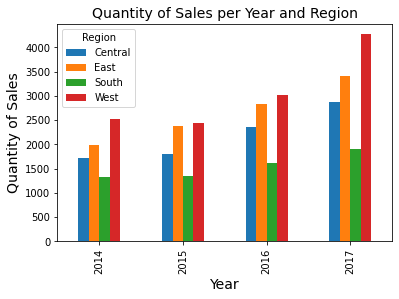 Quantity of Sales per Year and Region
Region
Central
East
South
West
Quantity of Sales
4000
3500
3000
2500
2000
1500
1000
500
0
2014
2015
2016
2017
Year